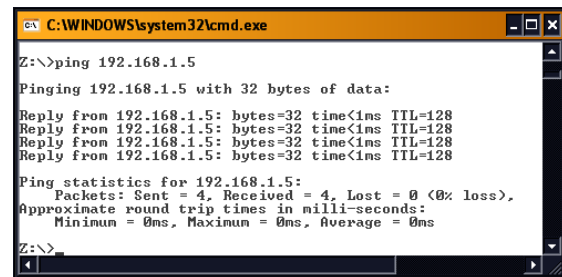 C:\WINDOWS\system32\cmd.exe
Z:\>ping 192.168.1.5
Pinging 192.168.1.5 with 32 bytes of data:
Reply from 192.168.1.5: bytes=32 time<1ms TTL=128
Reply from 192.168.1.5: bytes=32 time<1ms TTL=128
Reply from 192.168.1.5: bytes=32 time<1ms TTL=128
Reply from 192.168.1.5: bytes=32 time<1ms TTL=128
Ping statistics for 192.168.1.5:
    Packets: Sent = 4, Received = 4, Lost = 0 (0% loss),
Approximate round trip times in milli-seconds:
    Minimum = 0ms, Maximum = 0ms, Average = 0ms
Z:\>_